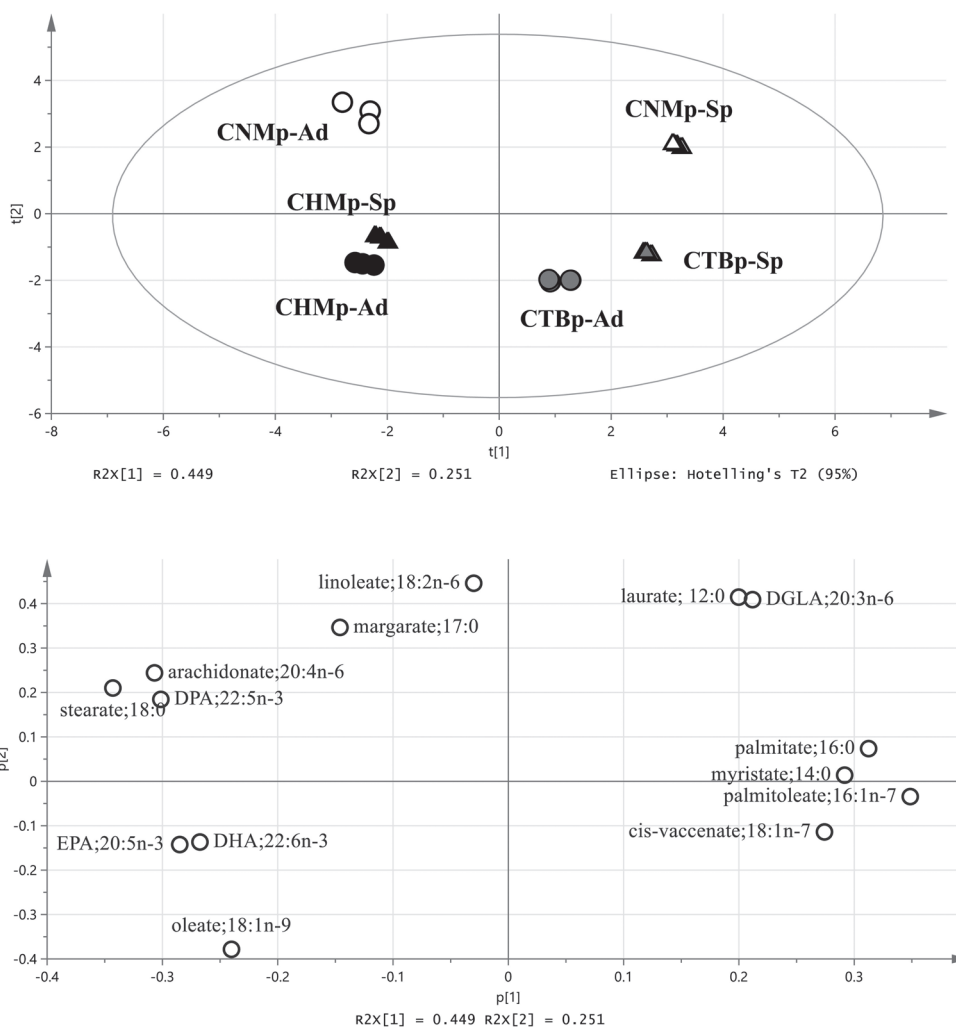 4
CNMp-Sp
CNMp-Ad
2
CHMp-Sp
t[2]
0
CTBp-Sp
-2
CHMp-Ad
CTBp-Ad
-4
-6
-8 -6 -4 -2 0 2 4 6
t[1]
R2X[1] = 0.449 R2X[2] = 0.251 Ellipse: Hotelling's T2 (95%)
linoleate;18:2n-6
laurate; 12:0 DGLA;20:3n-6
0.4
margarate;17:0
0.3
arachidonate;20:4n-6
0.2
DPA;22:5n-3
stearate;18:0
0.1
palmitate;16:0
p[2]
myristate;14:0
0
palmitoleate;16:1n-7
-0.1
cis-vaccenate;18:1n-7
EPA;20:5n-3 DHA;22:6n-3
-0.2
-0.3
oleate;18:1n-9
-0.4
-0.4 -0.3 -0.2 -0.1 0 0.1 0.2 0.3
p[1]
R2X[1] = 0.449 R2X[2] = 0.251